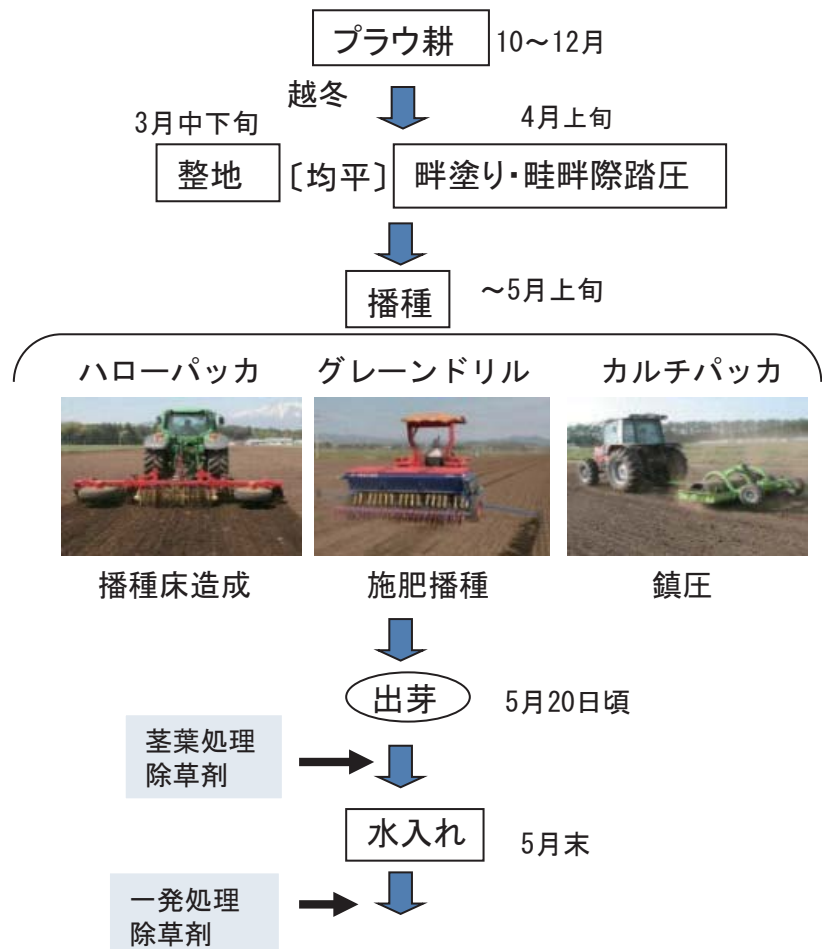 プラウ耕
10～12月
越冬
3月中下旬
4月上旬
整地
〔均平〕
畔塗り・畦畔際踏圧
播種
～5月上旬
ハローパッカ
グレーンドリル
カルチパッカ
播種床造成
施肥播種
鎮圧
出芽
5月20日頃
茎葉処理
除草剤
水入れ
5月末
一発処理
除草剤